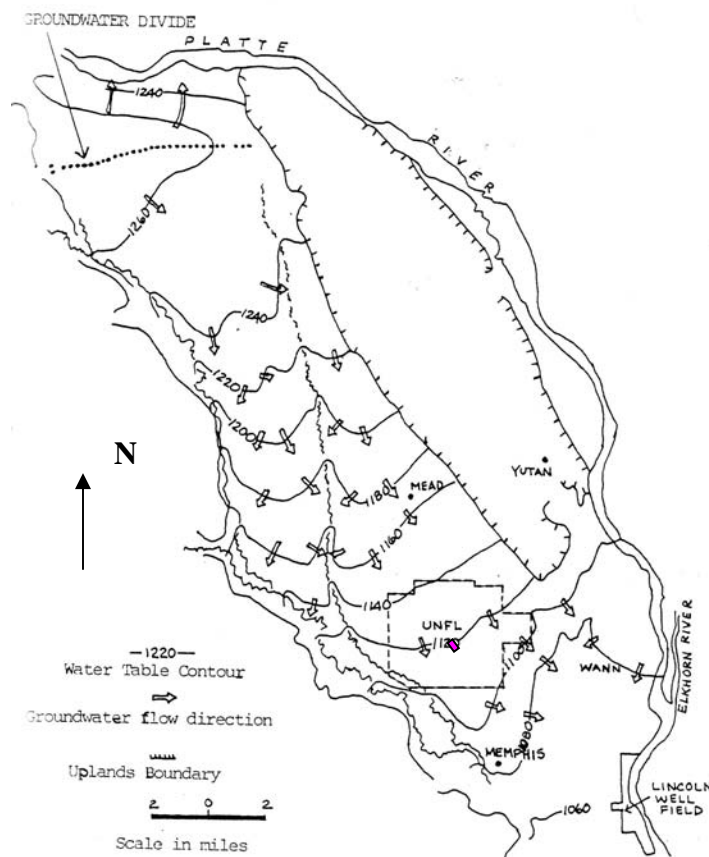 GROUNDWATER DIVIDE
PLATTE
RIVER
1240
1260
1240
1220
1200
N
YUTAN
MEAD
1180
1160
1140
UNFL
1120
1100
WANN
ELKHORN RIVER
1080
MEMPHIS
1060
LINCOLN
WELL
FIELD
—1220—
Water Table Contour
Groundwater flow direction
Uplands Boundary
2 0 2
Scale in miles